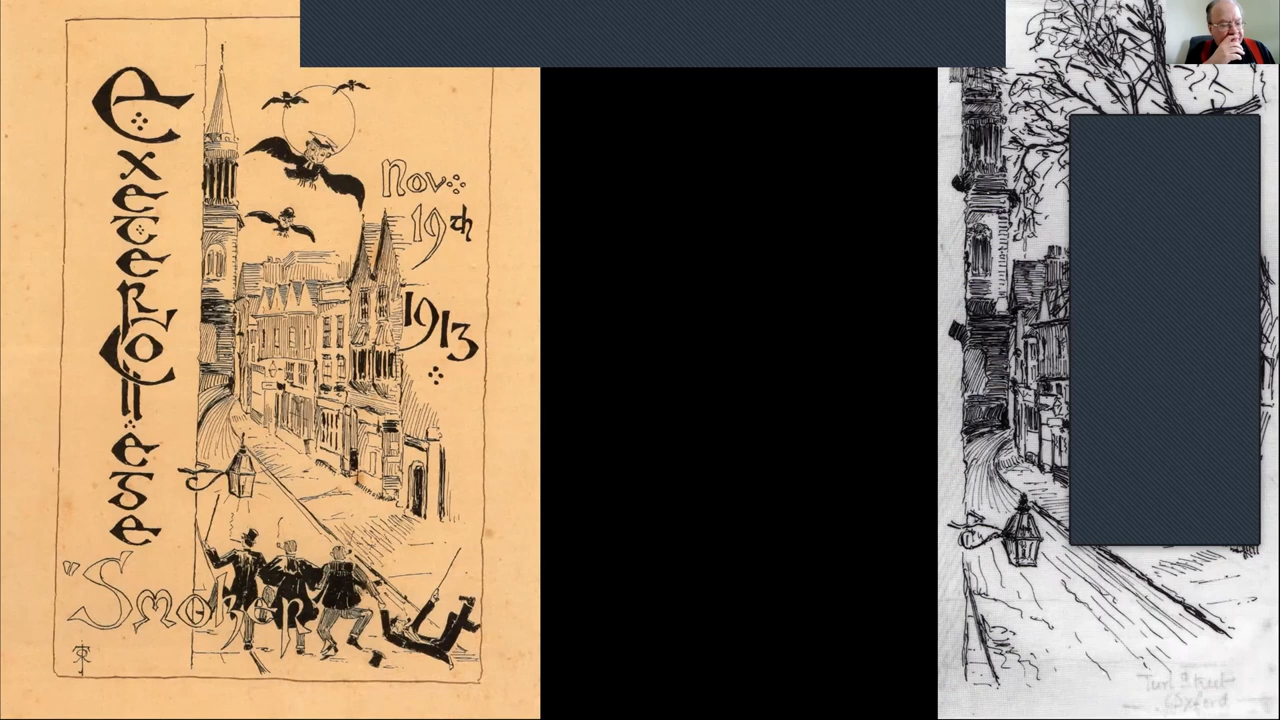 Exeter College
"Smoker"
Nov:
19th
1913
Turl Street
Oxford